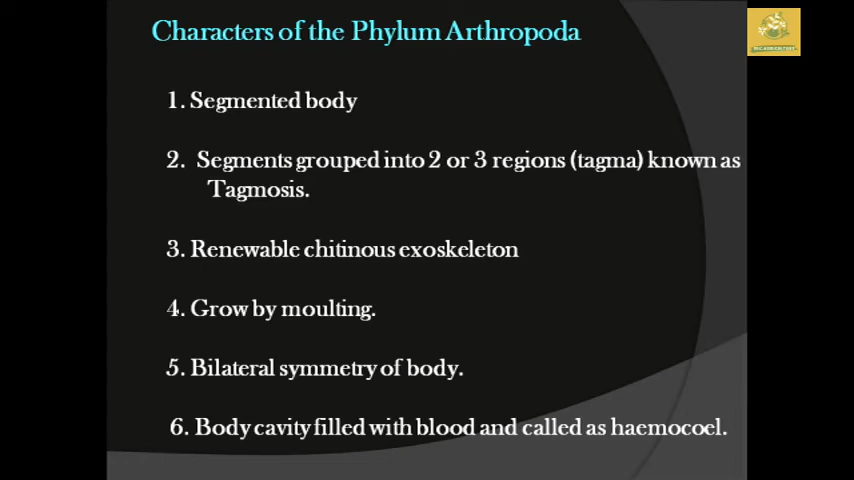 Characters of the Phylum Arthropoda
1. Segmented body
2. Segments grouped into 2 or 3 regions (tagma) known as
Tagmosis.
3. Renewable chitinous exoskeleton
4. Grow by moulting.
5. Bilateral symmetry of body.
6. Body cavity filled with blood and called as haemocoel.